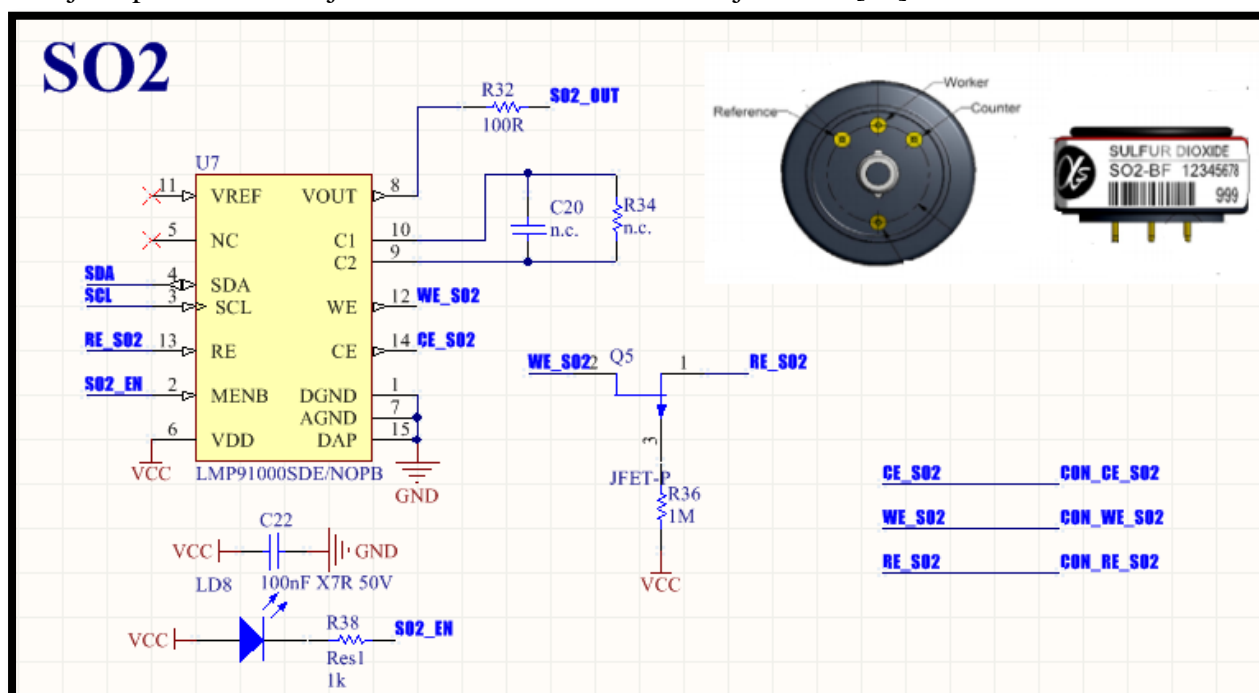 SO2
R32
SO2_OUT
100R
Reference
Worker
Counter
SULFUR DIOXIDE
SO2-BF 12345678
999
U7
11
VREF
VOUT
8
5
NC
C1
10
C2
9
C20
n.c.
R34
n.c.
SDA
4
SDA
SCL
3
SCL
WE
12
WE_SO2
RE_SO2
13
RE
CE
14
CE_SO2
SO2_EN
2
MENB
DGND
1
AGND
7
6
VDD
DAP
15
VCC
LMP91000SDE/NOPB
GND
WE_SO2
2
Q5
1
RE_SO2
3
JFET-P
R36
1M
VCC
CE_SO2
CON_CE_SO2
WE_SO2
CON_WE_SO2
RE_SO2
CON_RE_SO2
C22
VCC
GND
LD8
100nF X7R 50V
VCC
R38
SO2_EN
Res1
1k